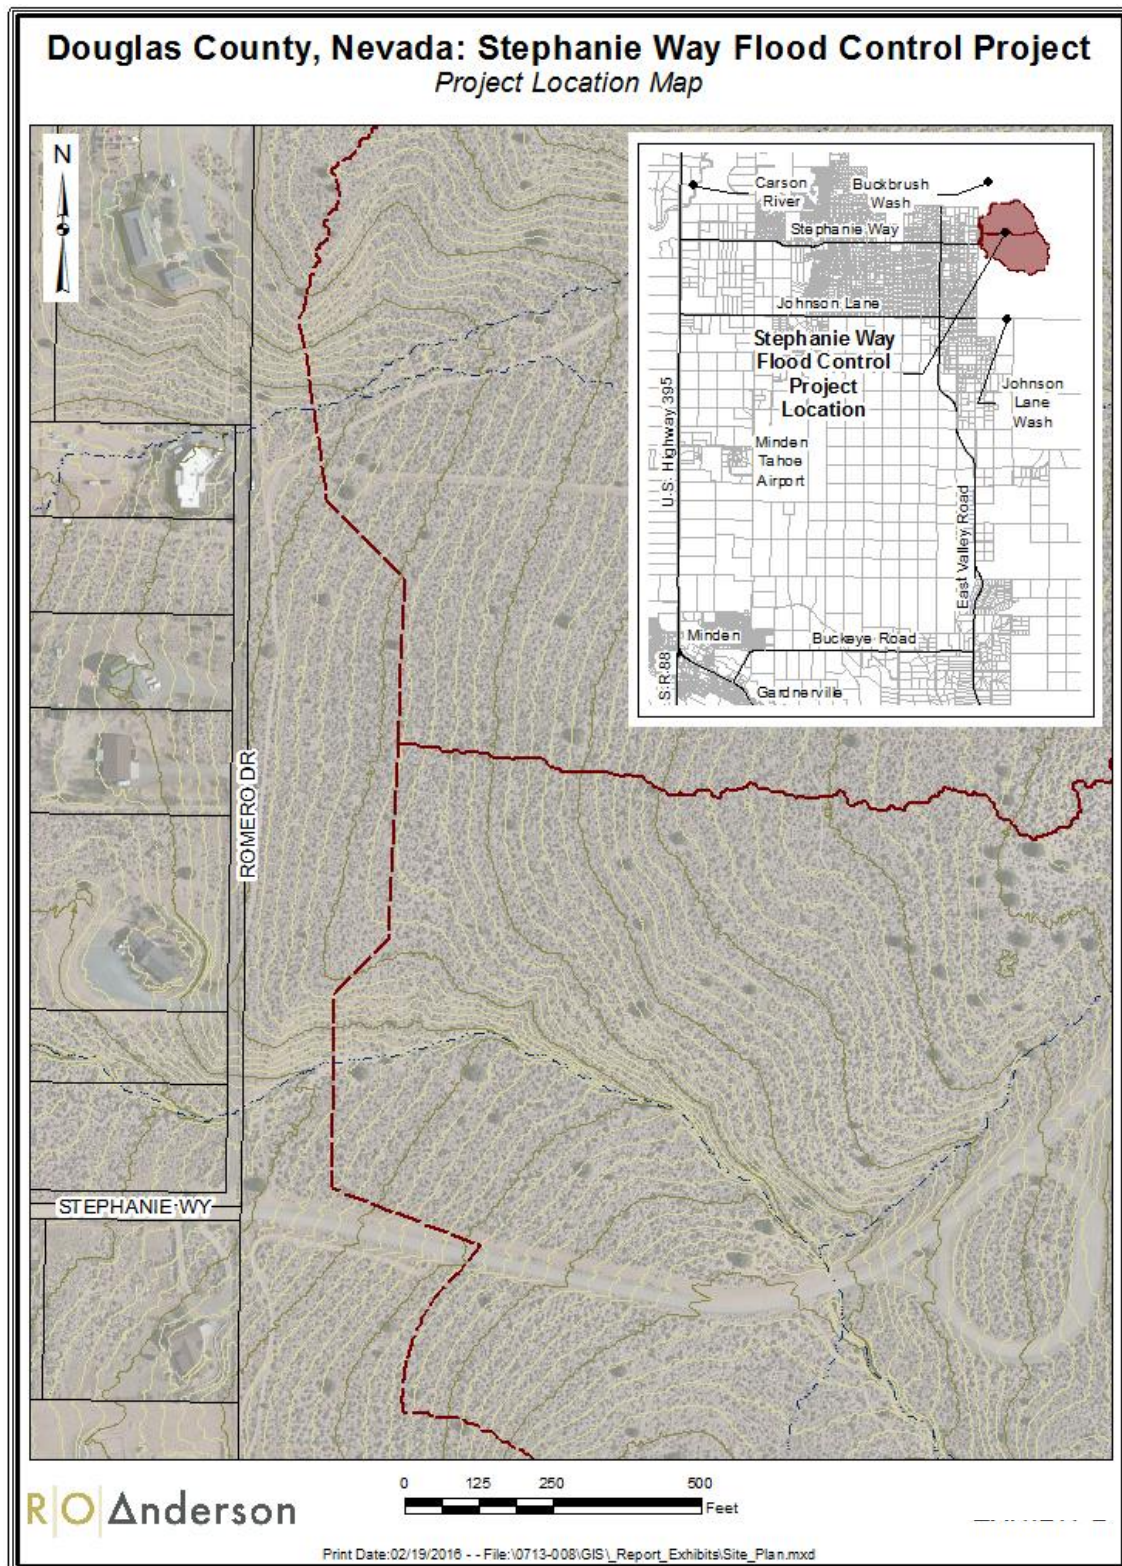 Douglas County, Nevada: Stephanie Way Flood Control Project
Project Location Map
N
Carson
River
Buckbrush
Wash
Stephanie Way
Johnson Lane
Stephanie Way
Flood Control
Project
Location
Johnson
Lane
Wash
U.S. Highway 395
Minden
Tahoe
Airport
East Valley Road
Minden
Buckeye Road
S.R.88
Gardnerville
ROMERO DR
STEPHANIE WY
0 125 250 500
Feet
R|O|Anderson
Print Date:02/19/2016 - - File:\0713-008\GIS\_Report_Exhibits\Site_Plan.mxd